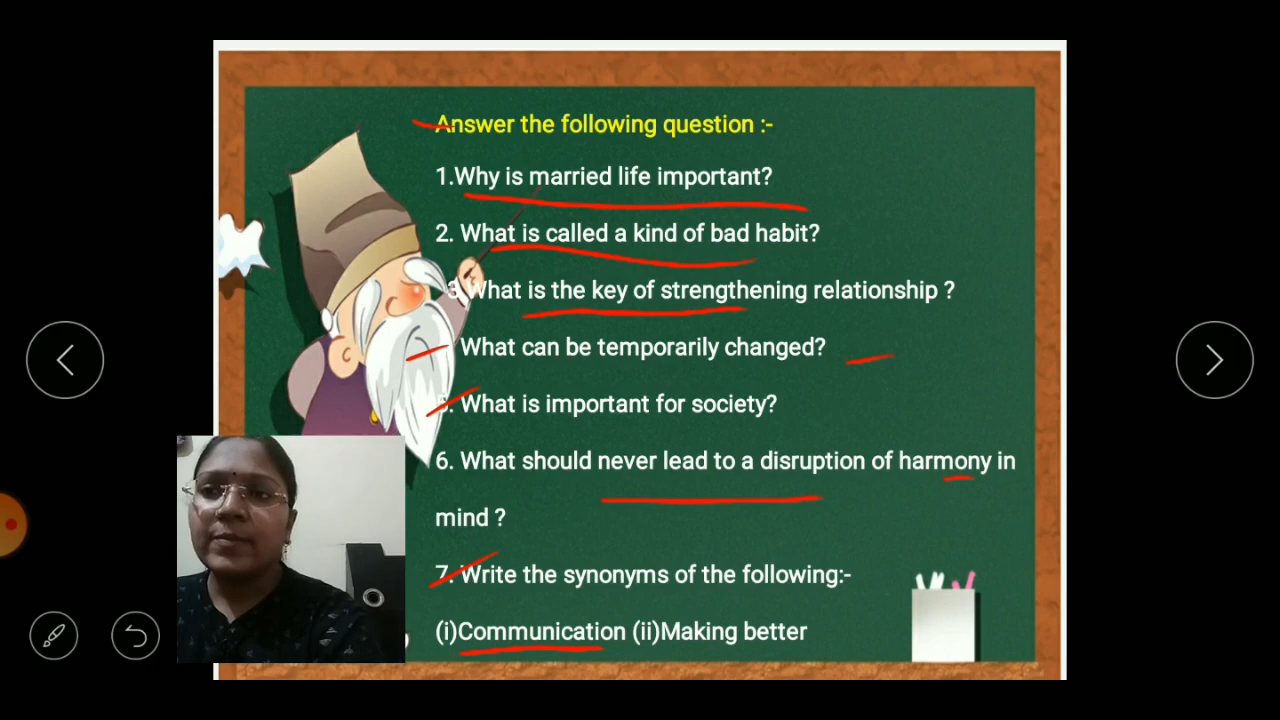 Answer the following question :-
1.Why is married life important?
2. What is called a kind of bad habit?
3 What is the key of strengthening relationship ?
What can be temporarily changed?
5. What is important for society?
6. What should never lead to a disruption of harmony in
mind ?
7. Write the synonyms of the following:-
(i)Communication (ii)Making better